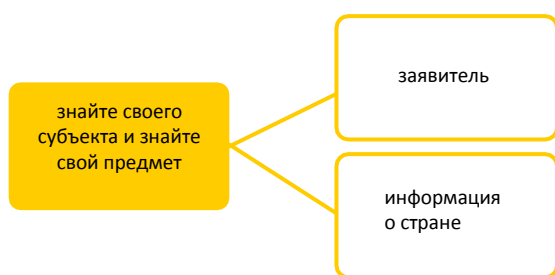 знайте своего
субъекта и знайте
свой предмет
заявитель
информация
о стране